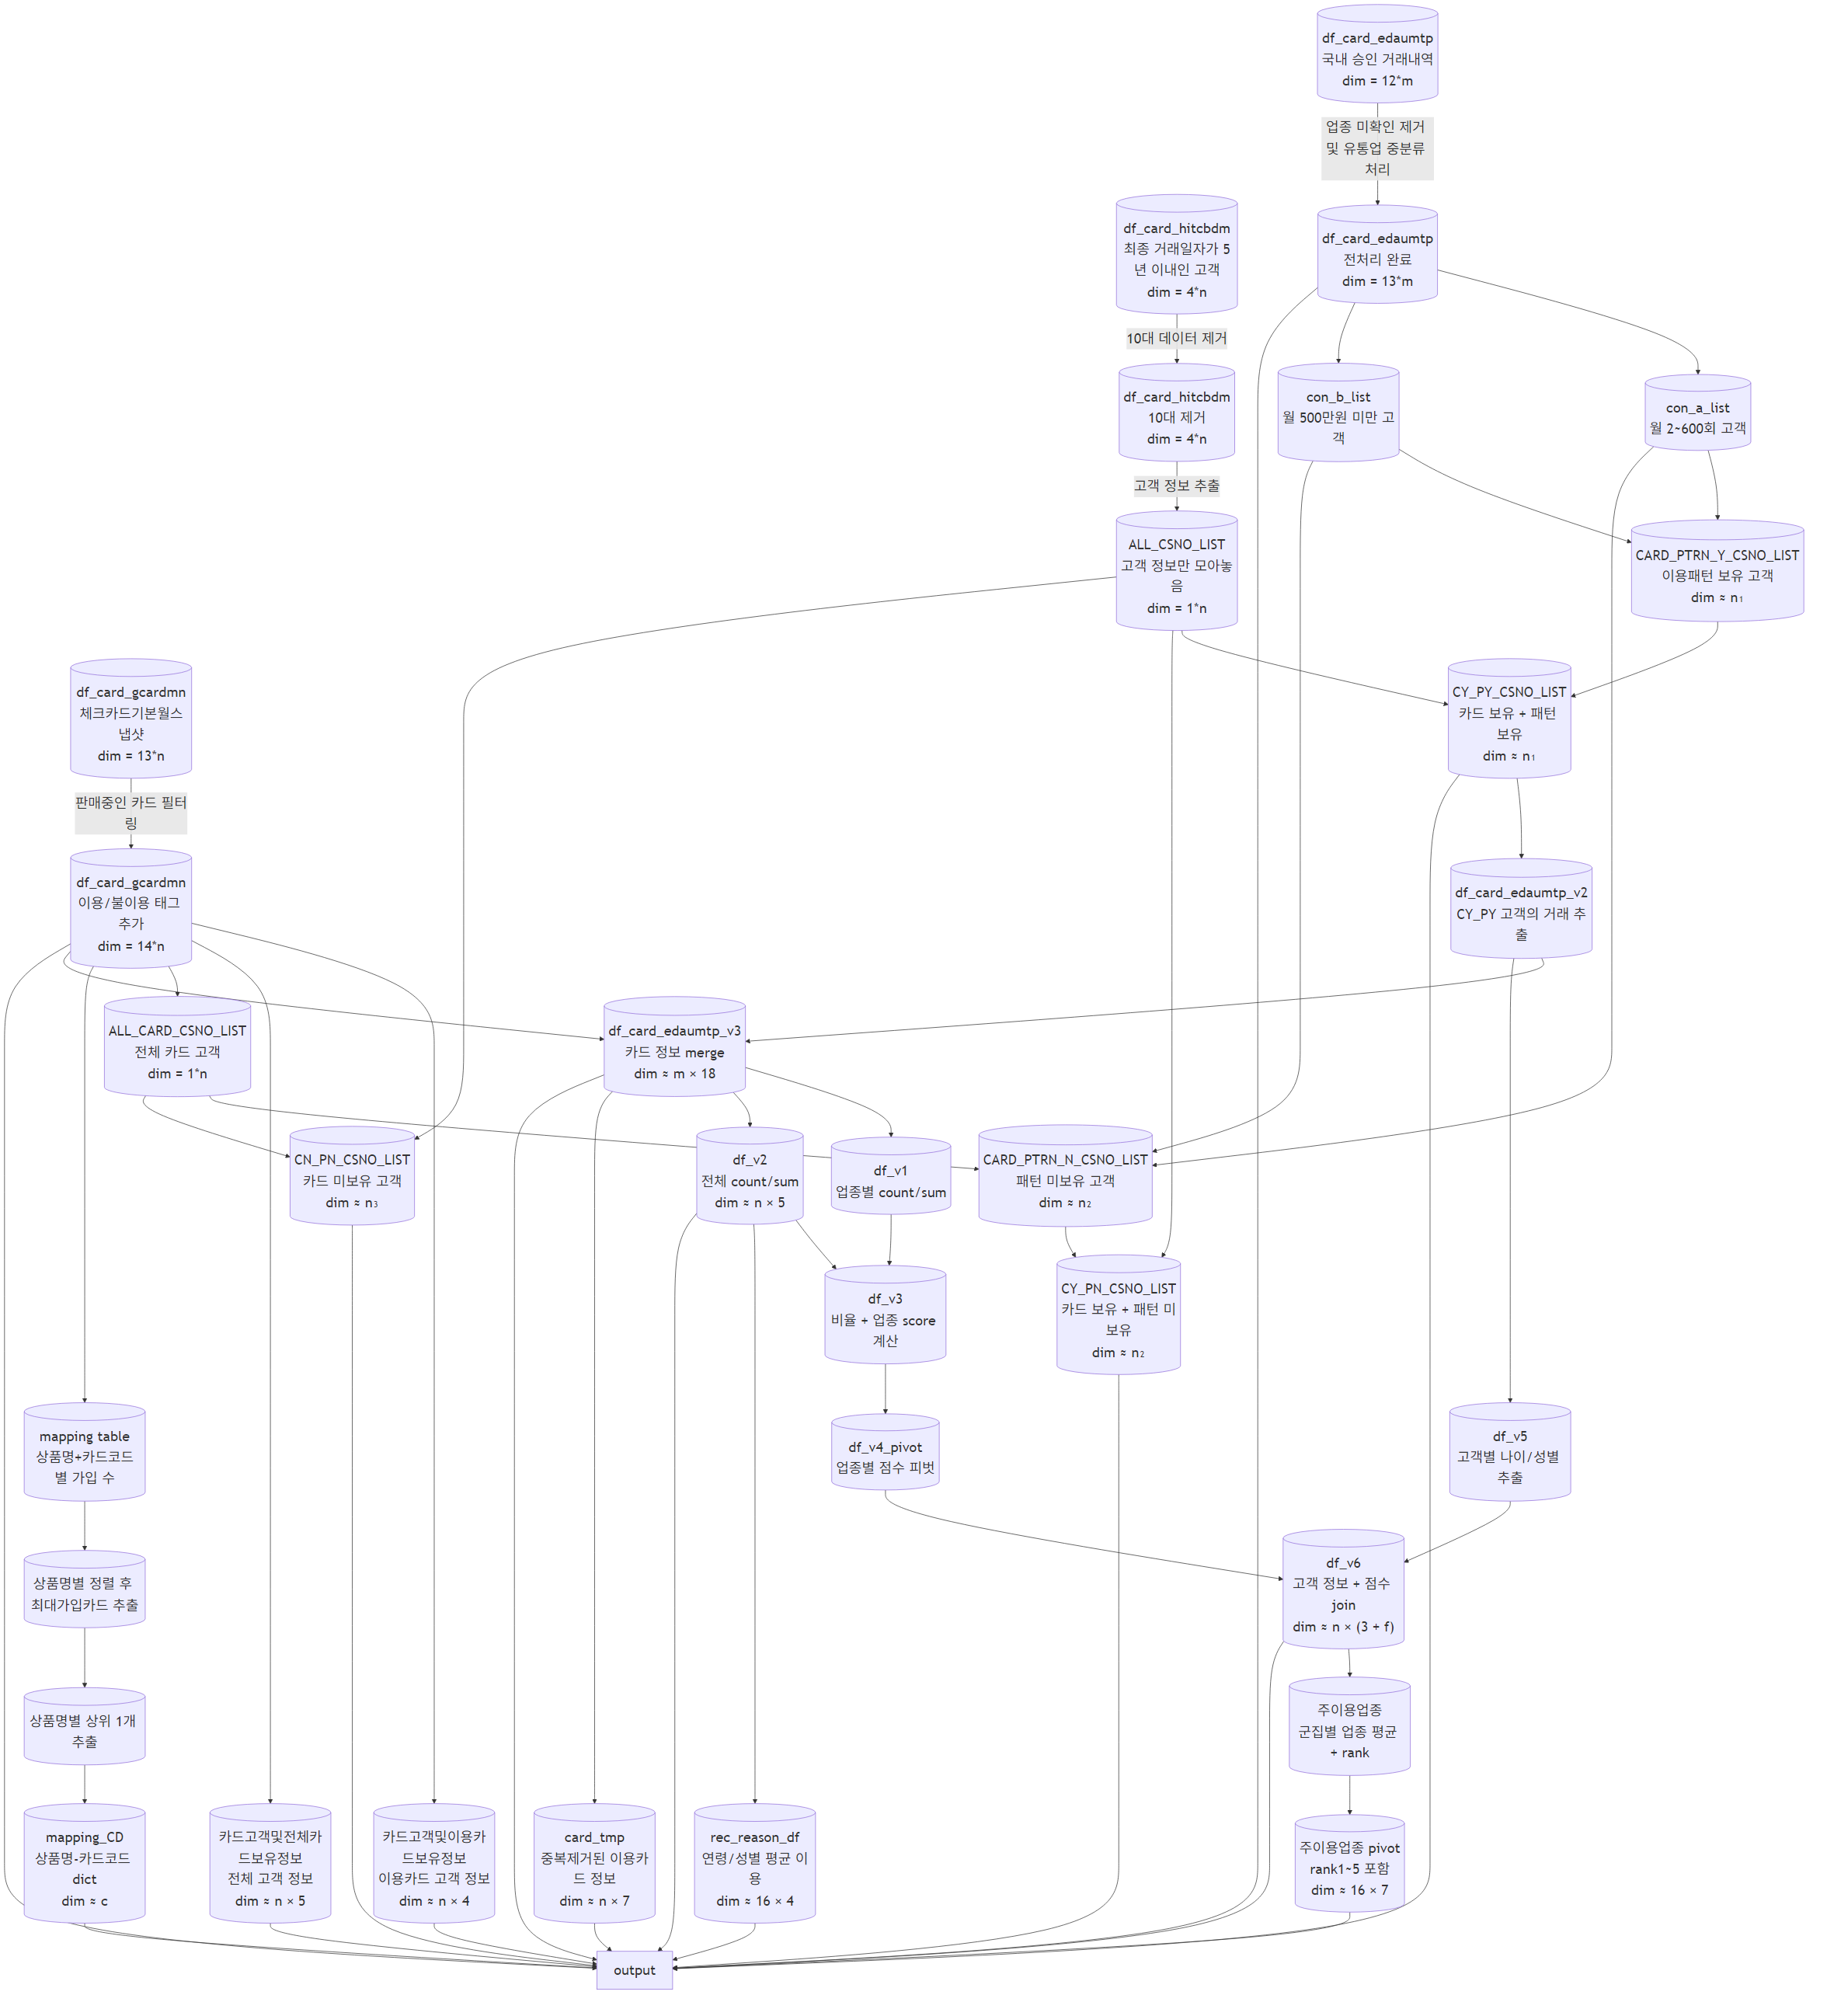 df_card_edaumtp
국내 승인 거래내역
dim = 12*m
업종 미확인 제거
및 유통업 중분류
처리
df_card_hitcbdm
최종 거래일자가 5
년 이내인 고객
dim = 4*n
df_card_edaumtp
전처리 완료
dim = 13*m
10대 데이터 제거
df_card_hitcbdm
10대 제거
dim = 4*n
con_b_list
월 500만원 미만 고
객
con_a_list
월 2~600회 고객
고객 정보 추출
ALL_CSNO_LIST
고객 정보만 모아놓
음
dim = 1*n
CARD_PTRN_Y_CSNO_LIST
이용패턴 보유 고객
dim ≈ n₁
df_card_gcardmn
체크카드기본월스
냅샷
dim = 13*n
CY_PY_CSNO_LIST
카드 보유 + 패턴
보유
dim ≈ n₁
판매중인 카드 필터
링
df_card_gcardmn
이용/불이용 태그
추가
dim = 14*n
df_card_edaumtp_v2
CY_PY 고객의 거래 추
출
ALL_CARD_CSNO_LIST
전체 카드 고객
dim = 1*n
df_card_edaumtp_v3
카드 정보 merge
dim ≈ m × 18
CN_PN_CSNO_LIST
카드 미보유 고객
dim ≈ n₃
df_v2
전체 count/sum
dim ≈ n × 5
df_v1
업종별 count/sum
CARD_PTRN_N_CSNO_LIST
패턴 미보유 고객
dim ≈ n₂
df_v3
비율 + 업종 score
계산
CY_PN_CSNO_LIST
카드 보유 + 패턴 미
보유
dim ≈ n₂
mapping table
상품명+카드코드
별 가입 수
df_v4_pivot
업종별 점수 피벗
df_v5
고객별 나이/성별
추출
상품명별 정렬 후
최대가입카드 추출
df_v6
고객 정보 + 점수
join
dim ≈ n × (3 + f)
상품명별 상위 1개
추출
주이용업종
군집별 업종 평균
+ rank
mapping_CD
상품명-카드코드
dict
dim ≈ c
카드고객및전체카
드보유정보
전체 고객 정보
dim ≈ n × 5
카드고객및이용카
드보유정보
이용카드 고객 정보
dim ≈ n × 4
card_tmp
중복제거된 이용카
드 정보
dim ≈ n × 7
rec_reason_df
연령/성별 평균 이
용
dim ≈ 16 × 4
주이용업종 pivot
rank1~5 포함
dim ≈ 16 × 7
output